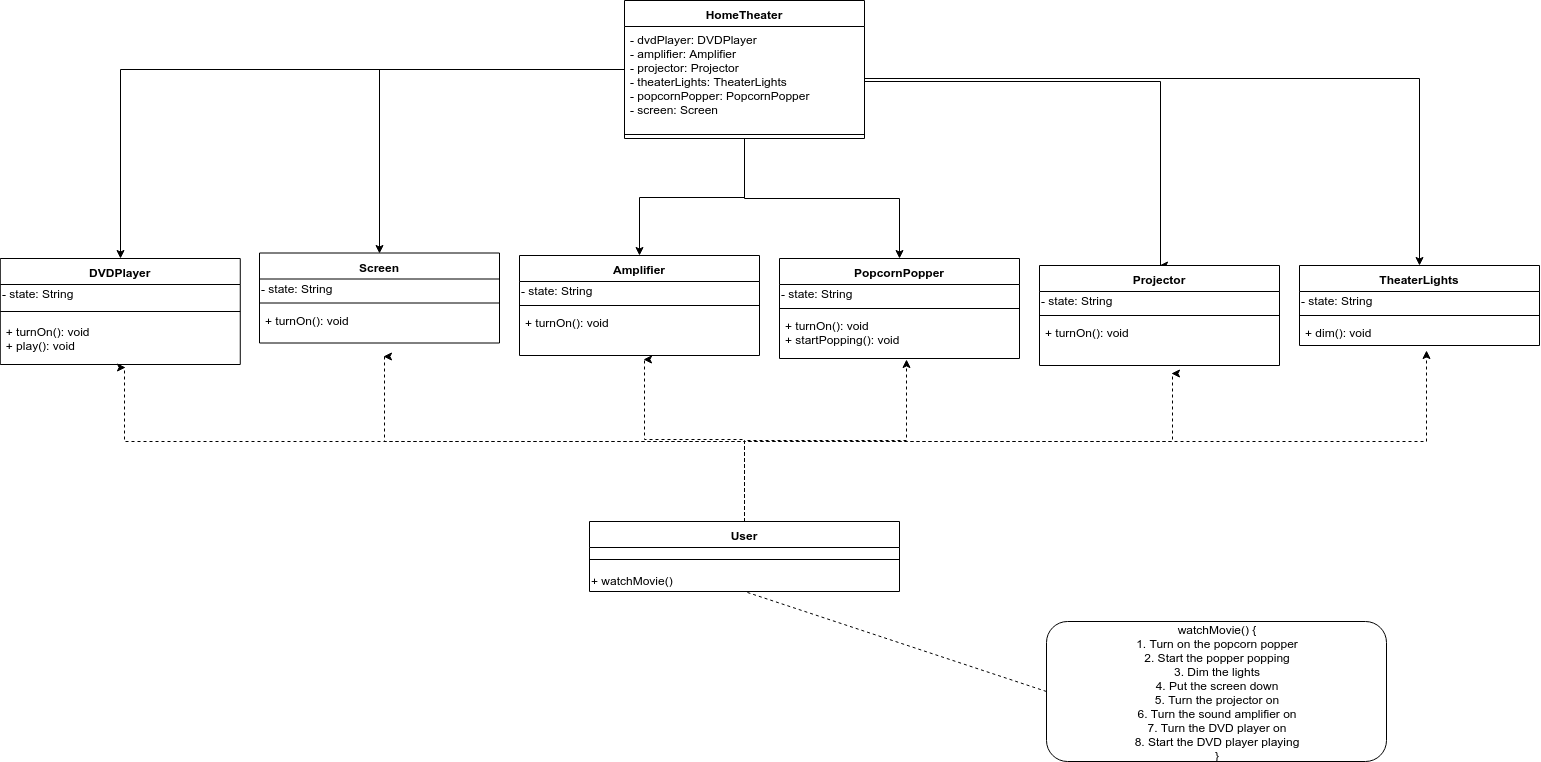 HomeTheater
- dvdPlayer: DVDPlayer
- amplifier: Amplifier
- projector: Projector
- theaterLights: TheaterLights
- popcornPopper: PopcornPopper
- screen: Screen
DVDPlayer
- state: String
+ turnOn(): void
+ play(): void
Screen
- state: String
+ turnOn(): void
Amplifier
- state: String
+ turnOn(): void
PopcornPopper
- state: String
+ turnOn(): void
+ startPopping(): void
Projector
- state: String
+ turnOn(): void
TheaterLights
- state: String
+ dim(): void
User
+ watchMovie()
watchMovie() {
1. Turn on the popcorn popper
2. Start the popper popping
3. Dim the lights
4. Put the screen down
5. Turn the projector on
6. Turn the sound amplifier on
7. Turn the DVD player on
8. Start the DVD player playing
}